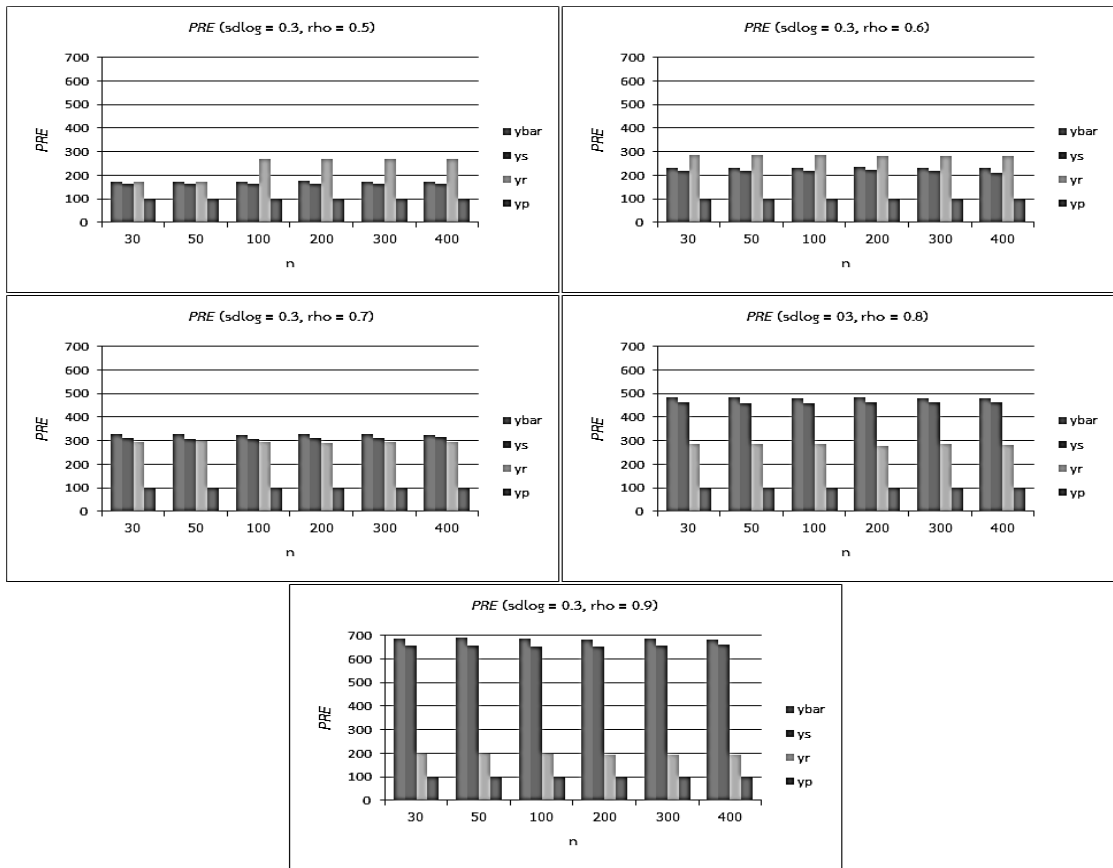 PRE (sdlog = 0.3, rho = 0.5)
700
600
500
400
300
200
100
0
PRE
30 50 100 200 300 400
n
ybar
ys
yr
yp
PRE (sdlog = 0.3, rho = 0.6)
700
600
500
400
300
200
100
0
PRE
30 50 100 200 300 400
n
ybar
ys
yr
yp
PRE (sdlog = 0.3, rho = 0.7)
700
600
500
400
300
200
100
0
PRE
30 50 100 200 300 400
n
ybar
ys
yr
yp
PRE (sdlog = 03, rho = 0.8)
700
600
500
400
300
200
100
0
PRE
30 50 100 200 300 400
n
ybar
ys
yr
yp
PRE (sdlog = 0.3, rho = 0.9)
700
600
500
400
300
200
100
0
PRE
30 50 100 200 300 400
n
ybar
ys
yr
yp